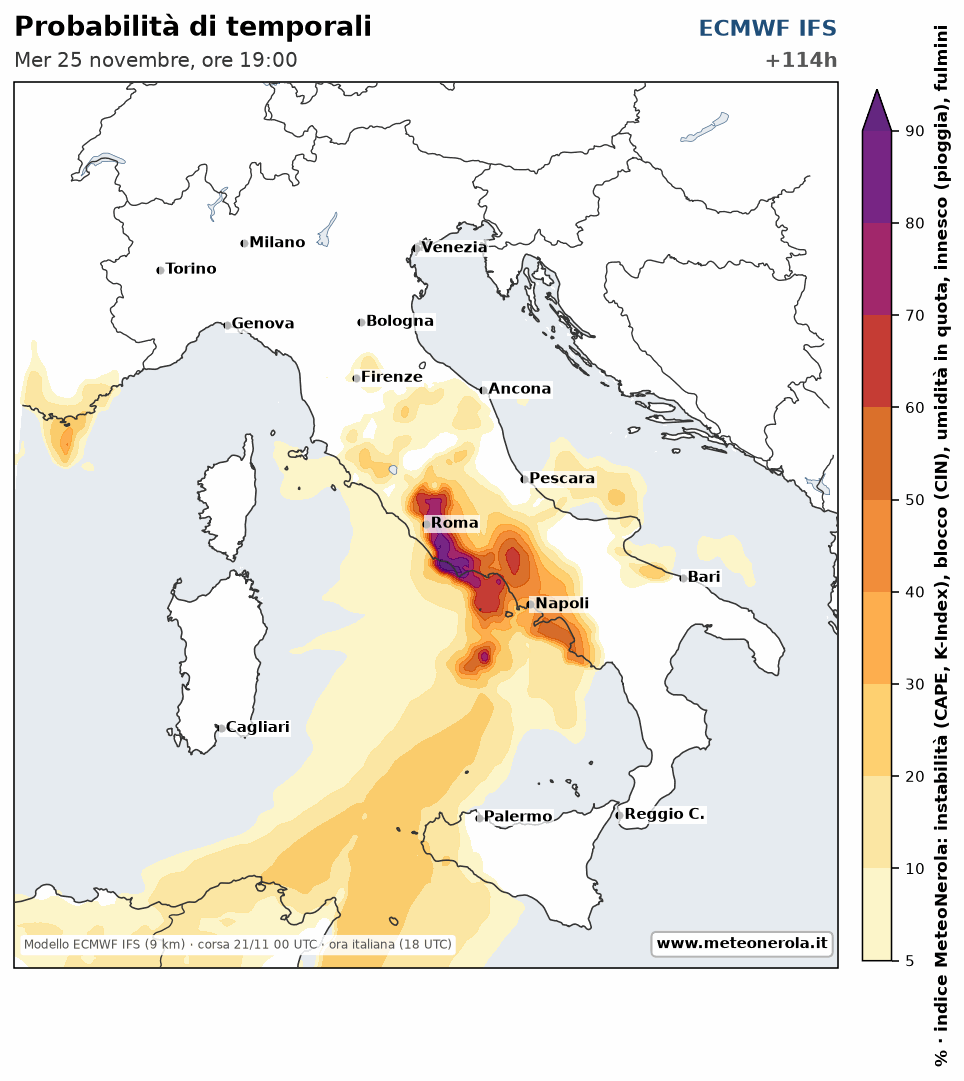 Probabilità di temporali
ECMWF IFS
Mer 25 novembre, ore 19:00
+114h
Milano
Venezia
Torino
Genova
Bologna
Firenze
Ancona
Pescara
Roma
Bari
Napoli
Cagliari
Palermo
Reggio C.
Modello ECMWF IFS (9 km) · corsa 21/11 00 UTC · ora italiana (18 UTC)
www.meteonerola.it
90
80
70
60
50
40
30
20
10
5
% · indice MeteoNerola: instabilità (CAPE, K-Index), blocco (CIN), umidità in quota, innesco (pioggia), fulmini